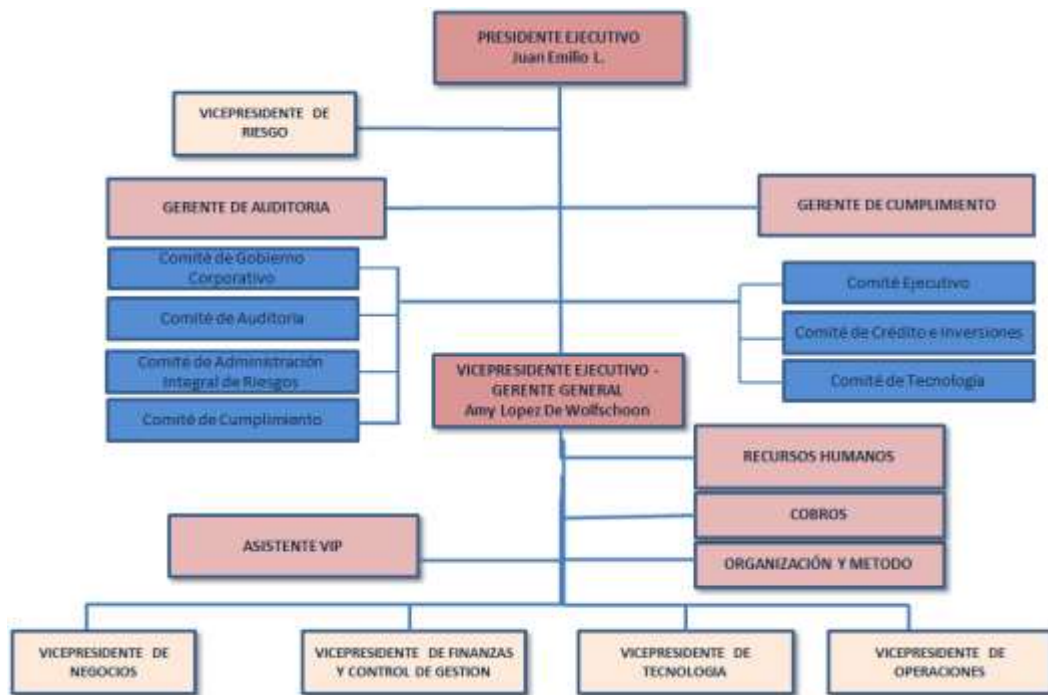 PRESIDENTE EJECUTIVO
Juan Emilio L.
VICEPRESIDENTE DE
RIESGO
GERENTE DE AUDITORIA
GERENTE DE CUMPLIMIENTO
Comité de Gobierno
Corporativo
Comité de Auditoria
Comité de Administración
Integral de Riesgos
Comité de Cumplimiento
Comité Ejecutivo
Comité de Crédito e Inversiones
Comité de Tecnología
VICEPRESIDENTE EJECUTIVO -
GERENTE GENERAL
Amy Lopez De Wolfschoon
RECURSOS HUMANOS
COBROS
ASISTENTE VIP
ORGANIZACIÓN Y METODO
VICEPRESIDENTE DE
NEGOCIOS
VICEPRESIDENTE DE FINANZAS
Y CONTROL DE GESTION
VICEPRESIDENTE DE
TECNOLOGIA
VICEPRESIDENTE DE
OPERACIONES